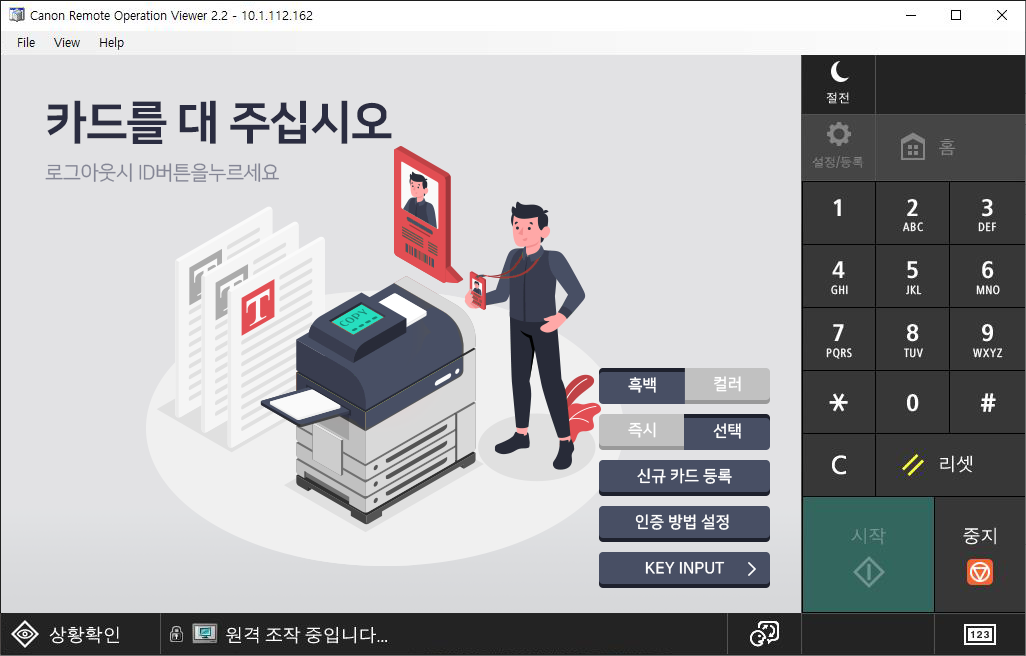 Canon Remote Operation Viewer 2.2 - 10.1.112.162
File View Help
카드를 대 주십시오
로그아웃시 ID버튼을누르세요
T
T
T
COPY
흑백 컬러
즉시 선택
신규 카드 등록
인증 방법 설정
KEY INPUT
절전
설정/등록 홈
1 2 3
ABC DEF
4 5 6
GHI JKL MNO
7 8 9
PQRS TUV WXYZ
* 0 #
C 리셋
시작 중지
상황확인 원격 조작 중입니다... 123